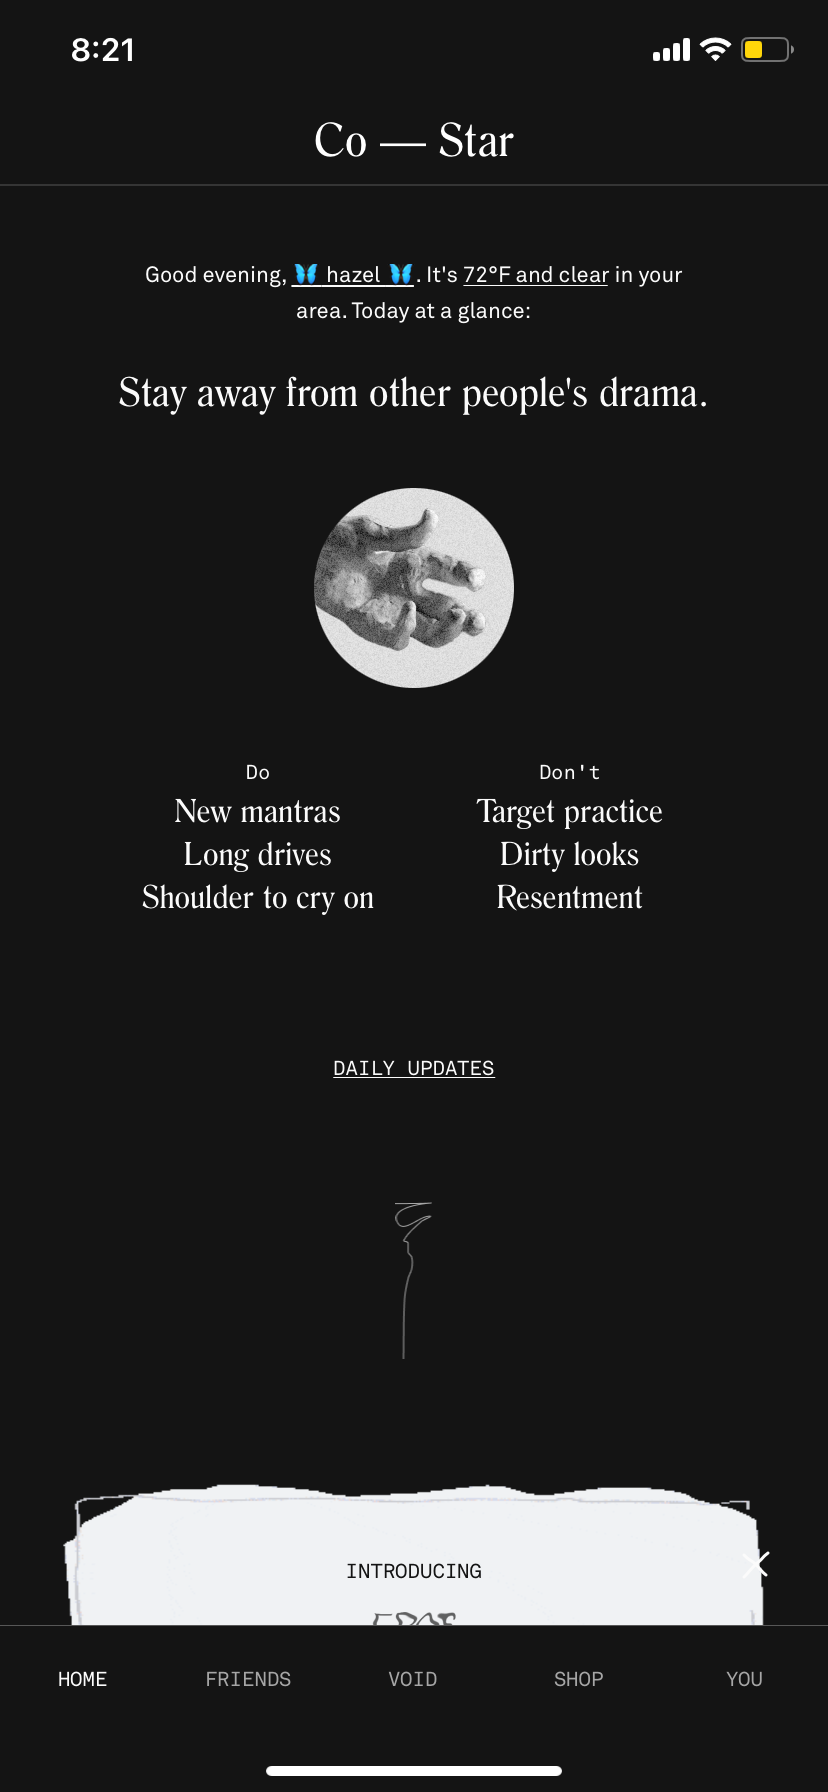 8:21
Co — Star
Good evening, 🦋 hazel 🦋. It's 72°F and clear in your
area. Today at a glance:
Stay away from other people's drama.
Do
New mantras
Long drives
Shoulder to cry on
Don't
Target practice
Dirty looks
Resentment
DAILY UPDATES
INTRODUCING
HOME
FRIENDS
VOID
SHOP
YOU